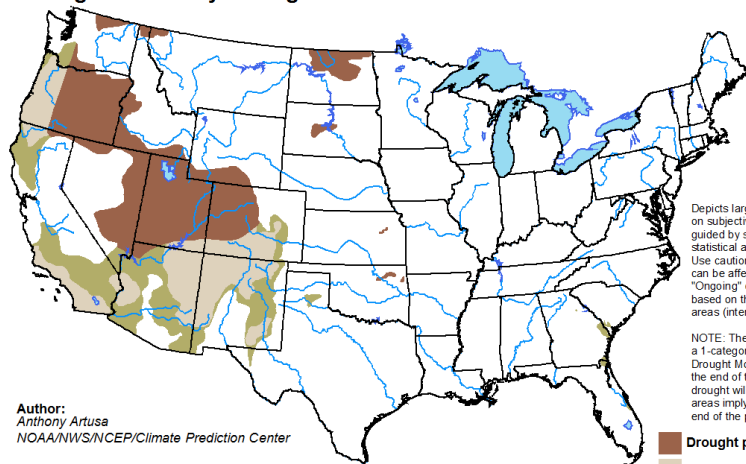 Depicts larg
on subjectiv
guided by s
statistical a
Use caution
can be affe
"Ongoing"
based on th
areas (inter
NOTE: The
a 1-categor
Drought Mo
the end of t
drought will
areas imply
end of the p
Author:
Anthony Artusa
NOAA/NWS/NCEP/Climate Prediction Center
Drought p